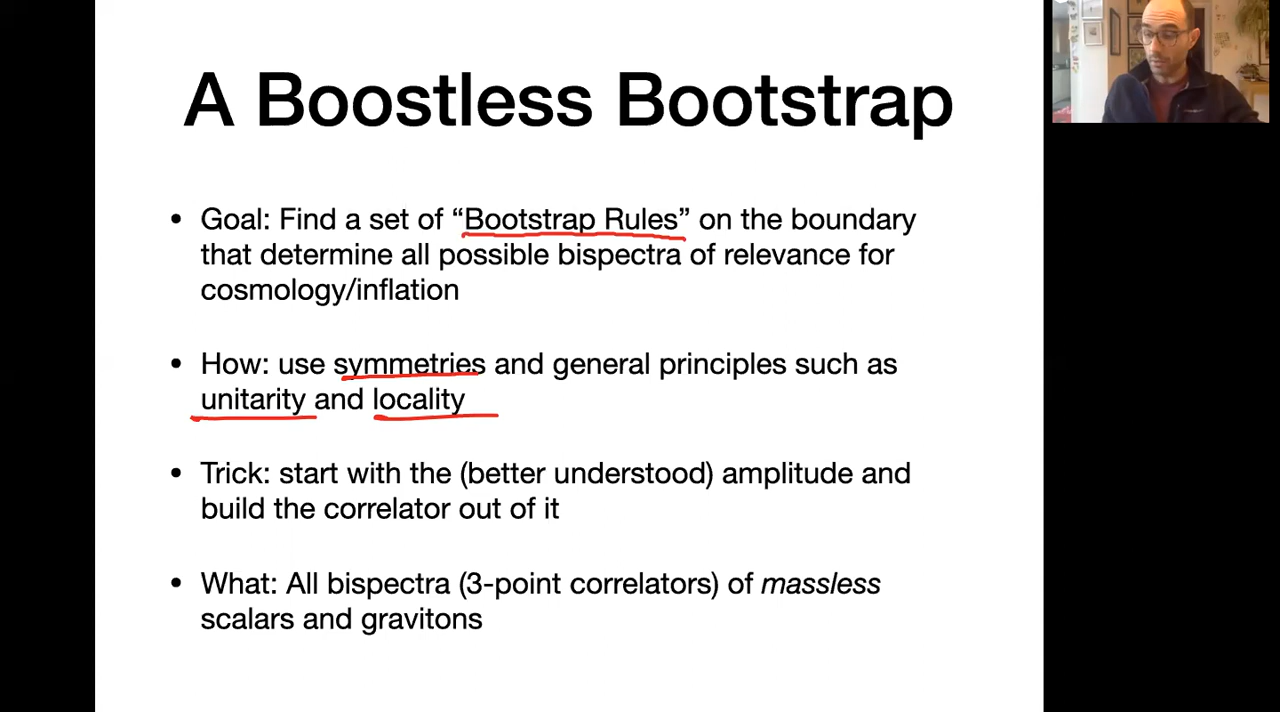 A Boostless Bootstrap
• Goal: Find a set of “Bootstrap Rules” on the boundary
that determine all possible bispectra of relevance for
cosmology/inflation
• How: use symmetries and general principles such as
unitarity and locality
• Trick: start with the (better understood) amplitude and
build the correlator out of it
• What: All bispectra (3-point correlators) of massless
scalars and gravitons